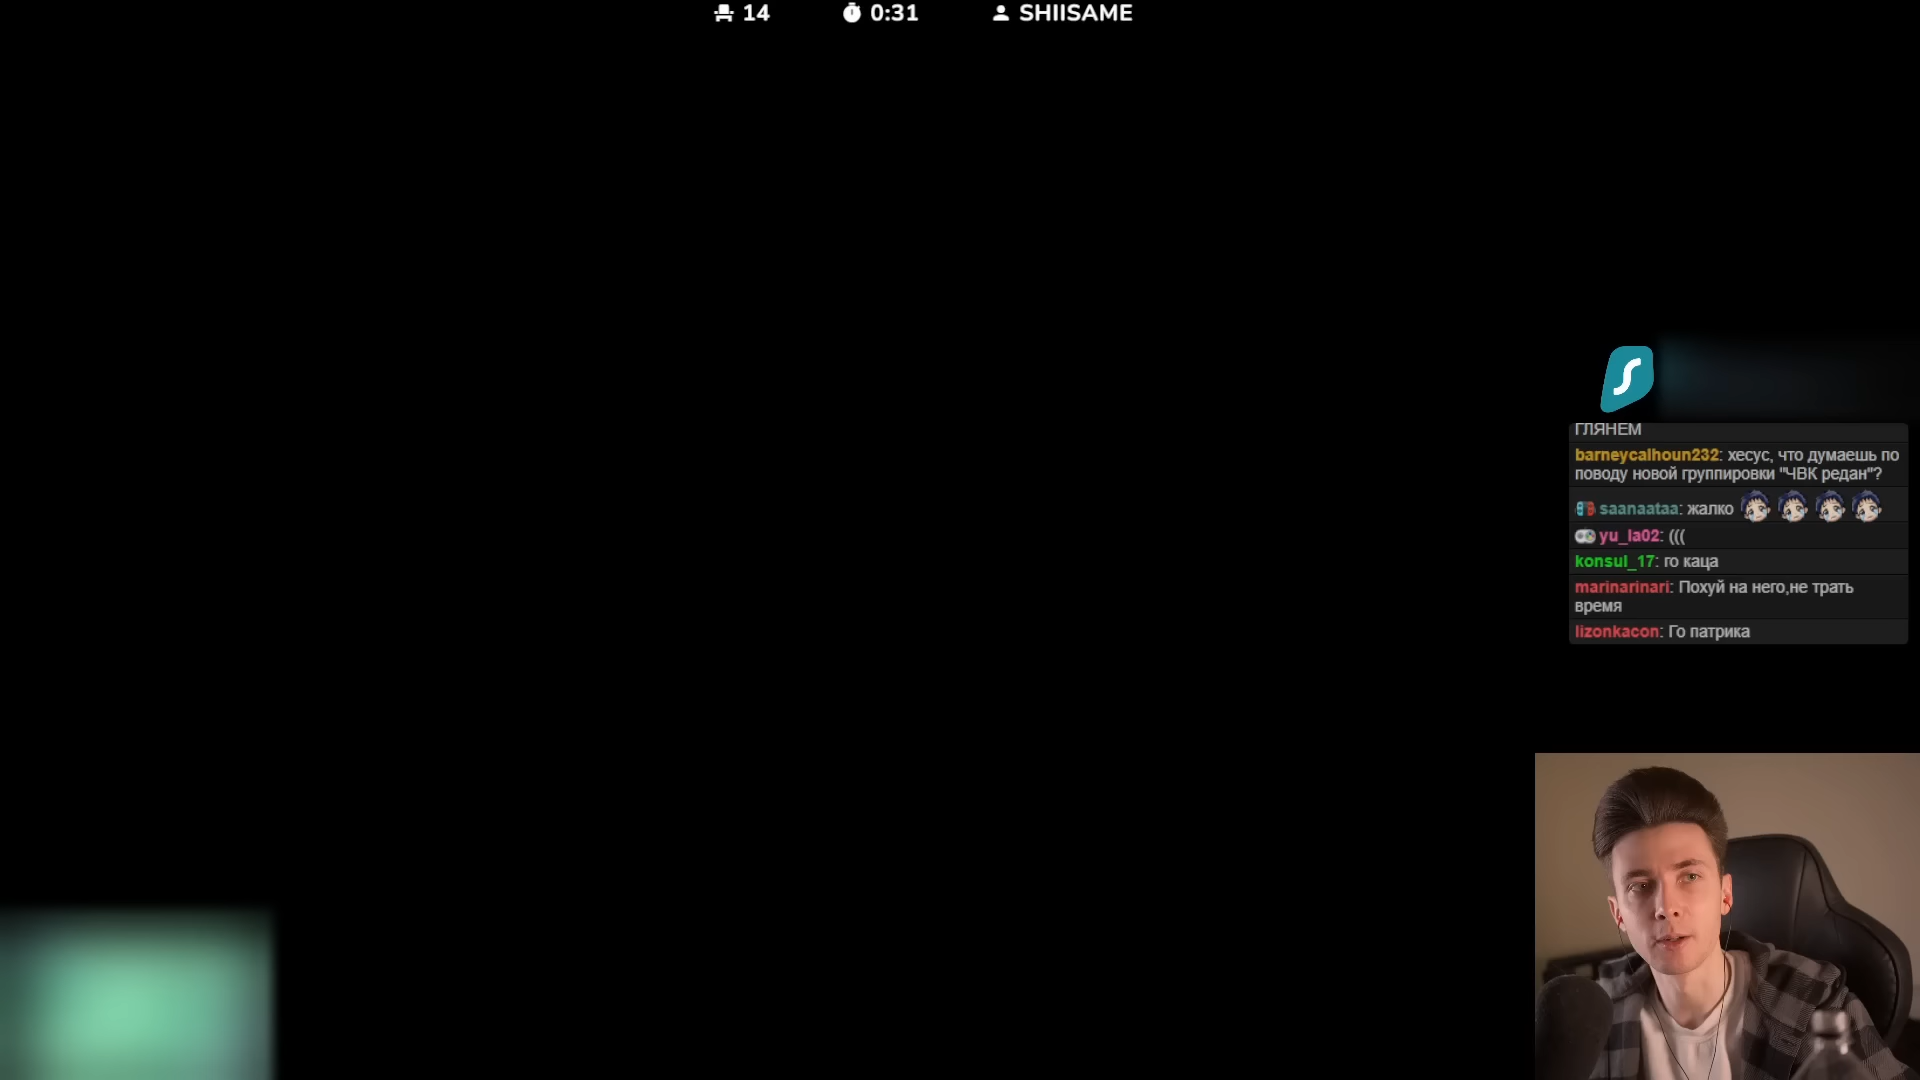 14 0:31 SHIISAME
ГЛЯНЕМ
barneycalhoun232: хесус, что думаешь по
поводу новой группировки "ЧВК редан"?
saanaataa: жалко
yu_la02: (((
konsul_17: го каца
marinarinari: Похуй на него,не трать
время
lizonkacon: Го патрика